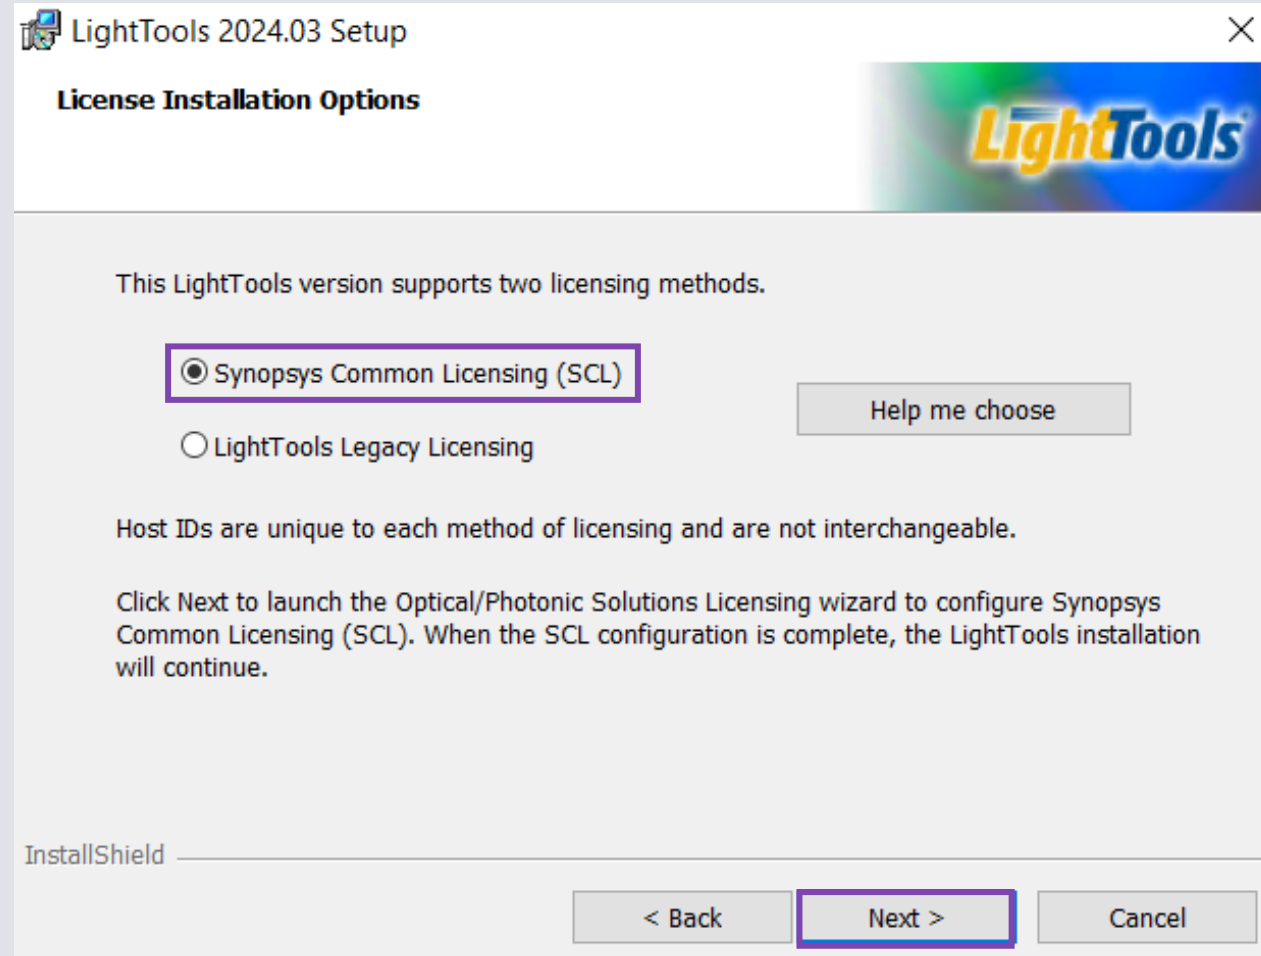 LightTools 2024.03 Setup
License Installation Options
LightTools
This LightTools version supports two licensing methods.
Synopsys Common Licensing (SCL)
Help me choose
LightTools Legacy Licensing
Host IDs are unique to each method of licensing and are not interchangeable.
Click Next to launch the Optical/Photonic Solutions Licensing wizard to configure Synopsys
Common Licensing (SCL). When the SCL configuration is complete, the LightTools installation
will continue.
InstallShield
< Back
Next >
Cancel